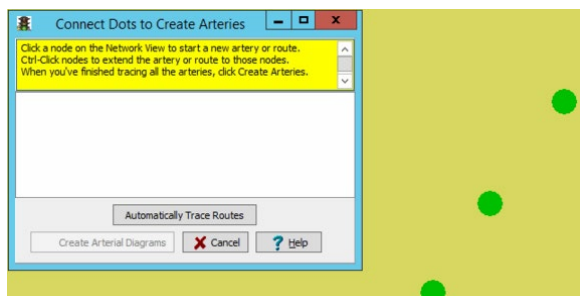 Connect Dots to Create Arteries
Click a node on the Network View to start a new artery or route.
Ctrl-Click nodes to extend the artery or route to those nodes.
When you've finished tracing all the arteries, click Create Arteries.
Automatically Trace Routes
Create Arterial Diagrams
Cancel
Help